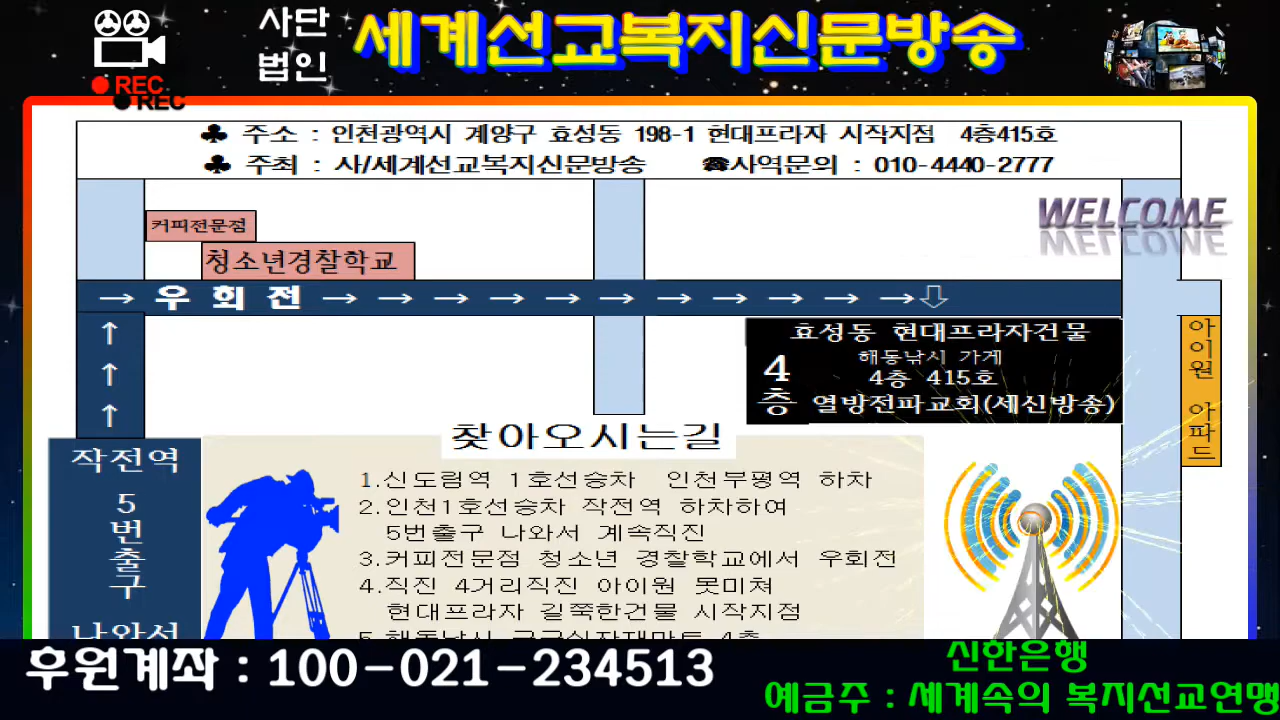 사단
법인
세계선교복지신문방송
REC
REC
♣ 주소 : 인천광역시 계양구 효성동 198-1 현대프라자 시작지점 4층415호
♣ 주최 : 사/세계선교복지신문방송 ☎사역문의 : 010-4440-2777
WELCOME
커피전문점
청소년경찰학교
→ 우 회 전 → → → → → → → → → → → ⇩
↑
↑
↑
효성동 현대프라자건물
해동낚시 가게
4층 415호
4층 열방전파교회(세신방송)
아이원 아파드
찾아오시는길
작전역
5번출구
나와서
1.신도림역 1호선승차 인천부평역 하차
2.인천1호선승차 작전역 하차하여
5번출구 나와서 계속직진
3.커피전문점 청소년 경찰학교에서 우회전
4.직진 4거리직진 아이원 못미쳐
현대프라자 길쭉한건물 시작지점
5.해동낚시
4층
후원계좌 : 100-021-234513
신한은행
예금주 : 세계속의 복지선교연맹